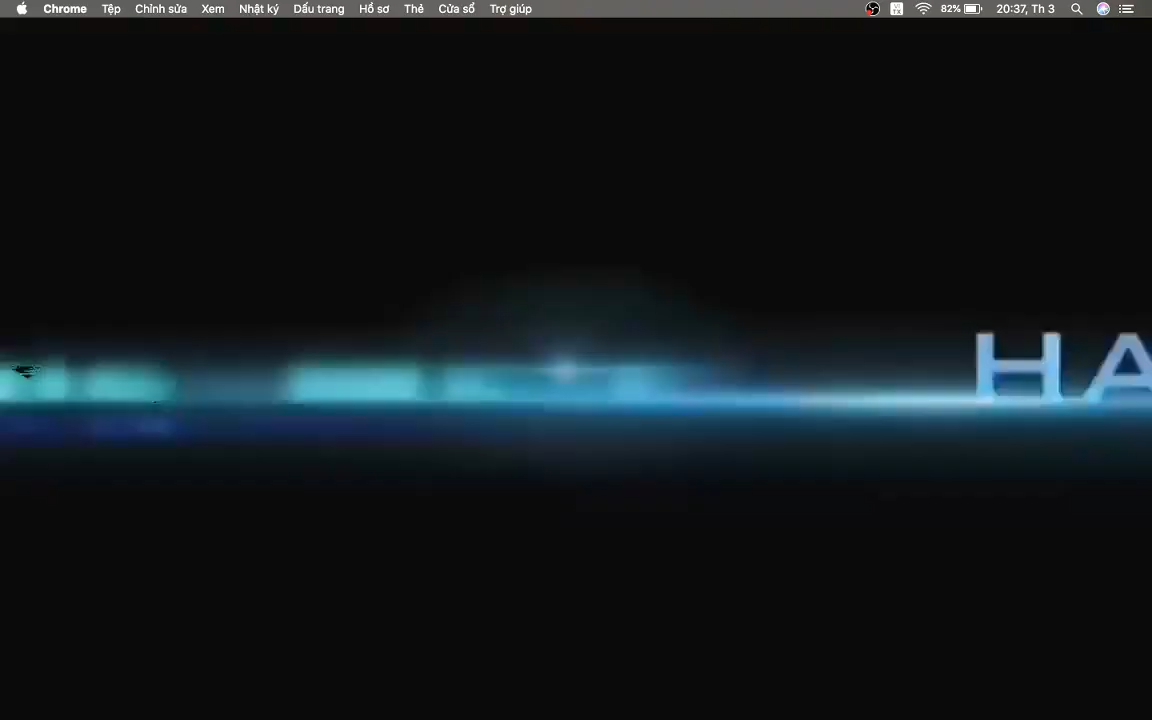 Chrome Tệp Chỉnh sửa Xem Nhật ký Dấu trang Hồ sơ Thẻ Cửa sổ Trợ giúp 82% 20:37, Th 3
HA